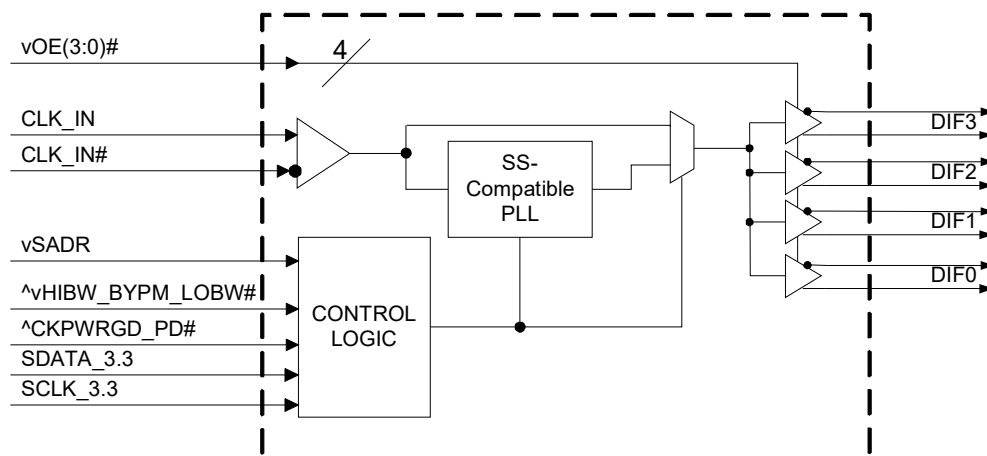 vOE(3:0)#
4
CLK_IN
CLK_IN#
SS-
Compatible
PLL
DIF3
DIF2
DIF1
DIF0
vSADR
^vHIBW_BYPM_LOBW#
^CKPWRGD_PD#
SDATA_3.3
SCLK_3.3
CONTROL
LOGIC